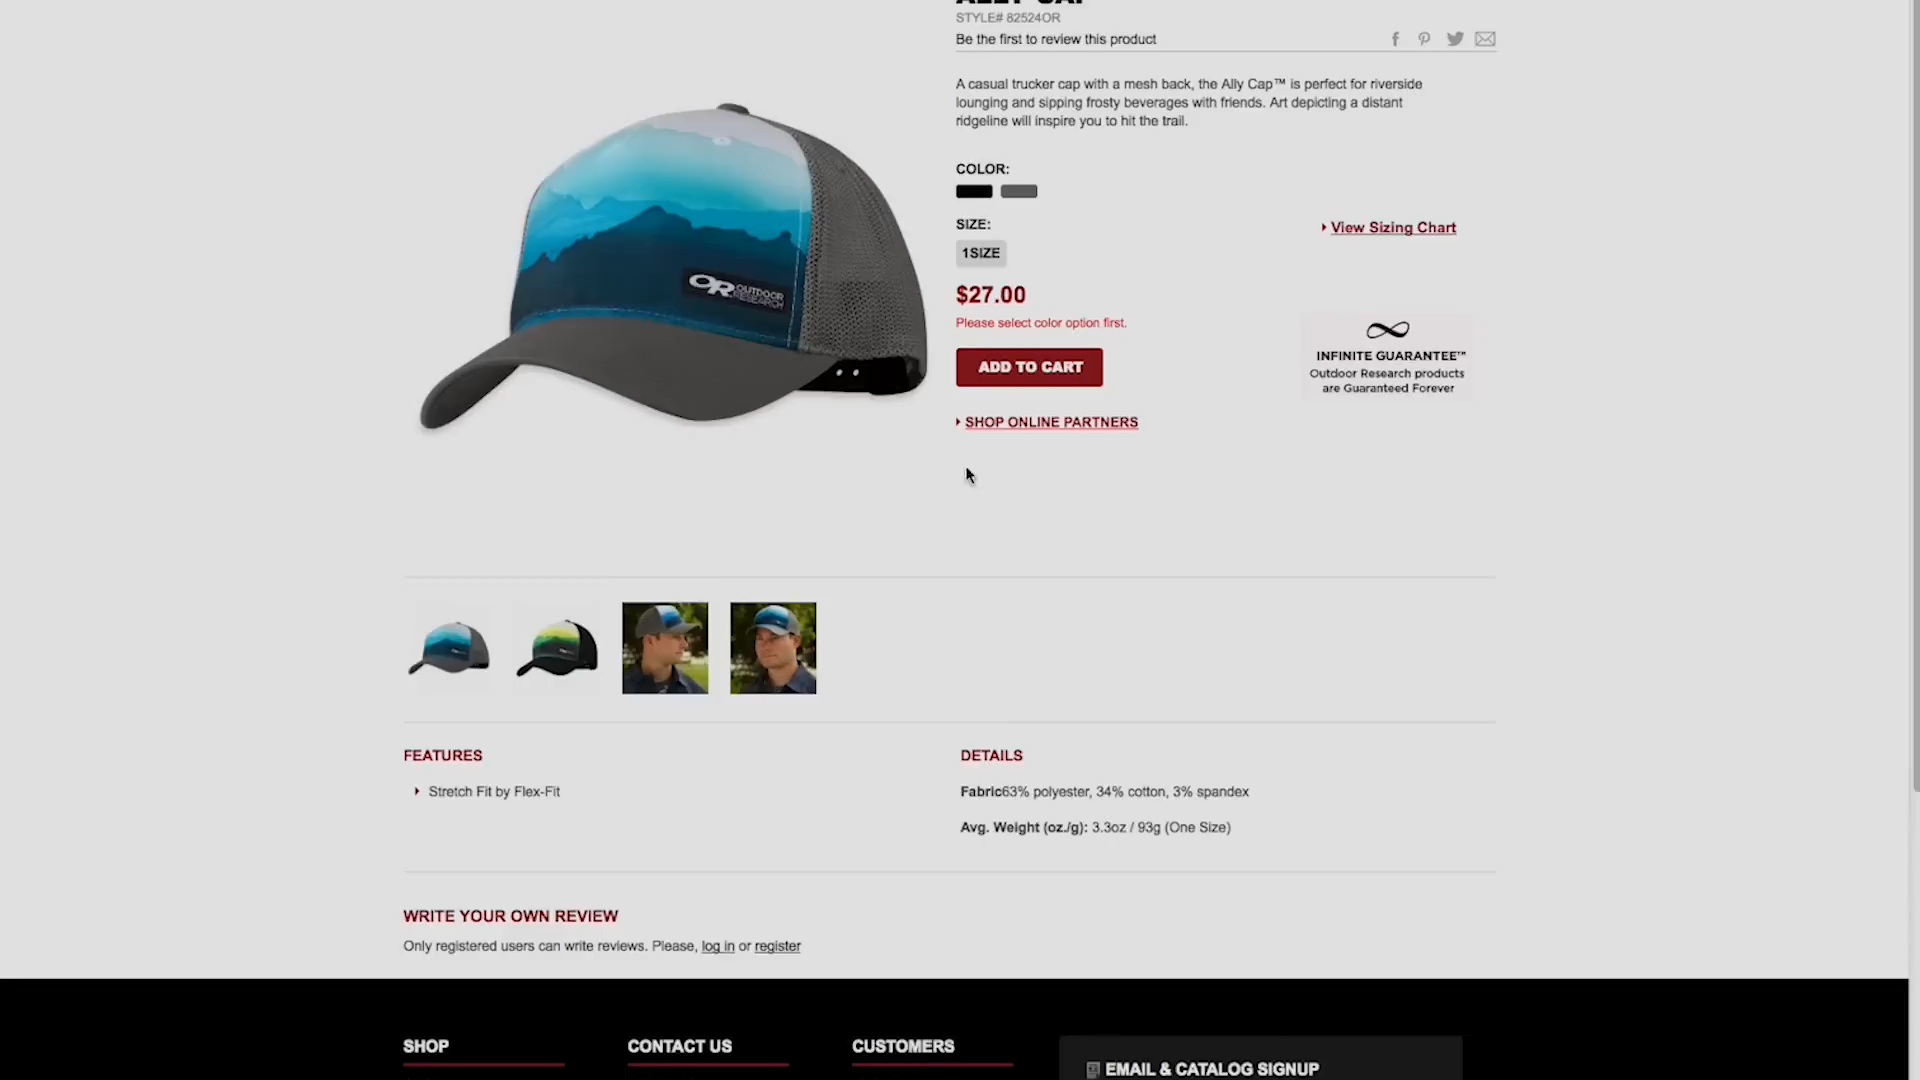 ALLY CAP
STYLE# 82524OR
Be the first to review this product
A casual trucker cap with a mesh back, the Ally Cap™ is perfect for riverside
lounging and sipping frosty beverages with friends. Art depicting a distant
ridgeline will inspire you to hit the trail.
COLOR:
SIZE:
View Sizing Chart
1SIZE
$27.00
Please select color option first.
ADD TO CART
INFINITE GUARANTEE™
Outdoor Research products
are Guaranteed Forever
SHOP ONLINE PARTNERS
OR OUTDOOR
RESEARCH
FEATURES
Stretch Fit by Flex-Fit
DETAILS
Fabric63% polyester, 34% cotton, 3% spandex
Avg. Weight (oz./g): 3.3oz / 93g (One Size)
WRITE YOUR OWN REVIEW
Only registered users can write reviews. Please, log in or register
SHOP
CONTACT US
CUSTOMERS
EMAIL & CATALOG SIGNUP